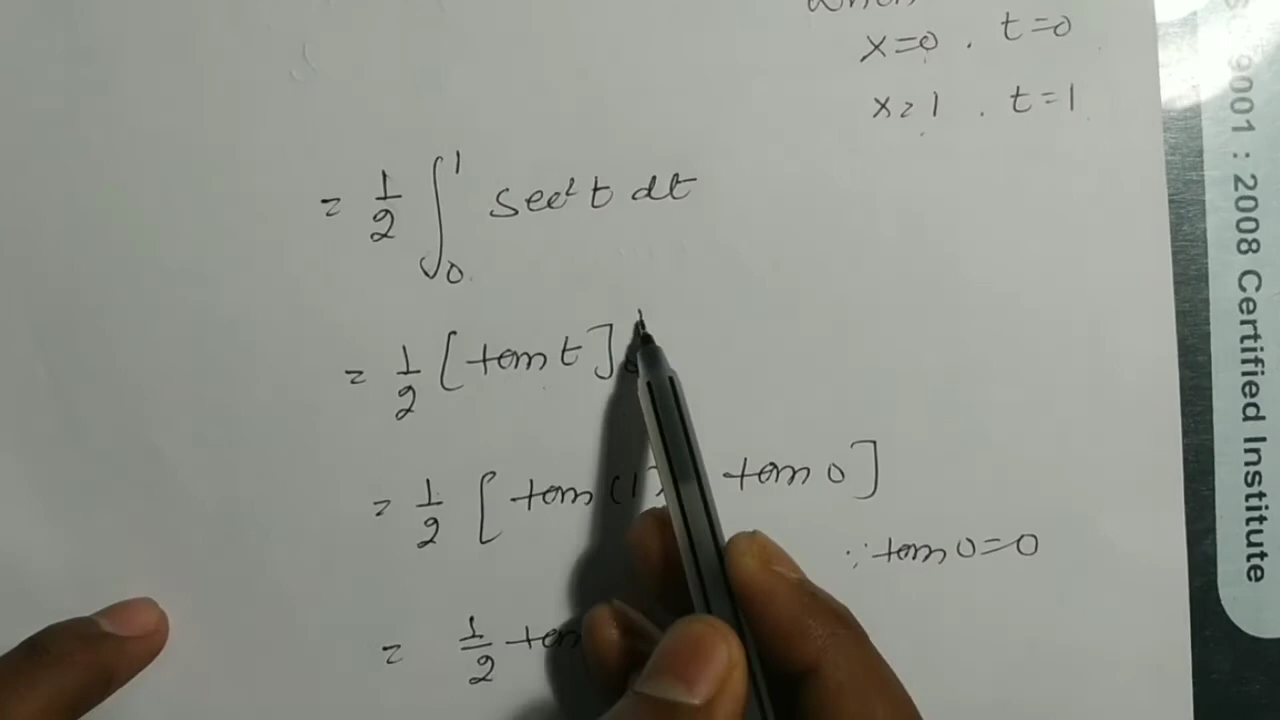 x=0 . t=0
x=1 . t=1
= 1/2 ∫₀¹ sec²t dt
= 1/2 [tan t]
= 1/2 [tan(1) tan 0]
∵ tan 0=0
= 1/2 tan
9001 : 2008 Certified Institute